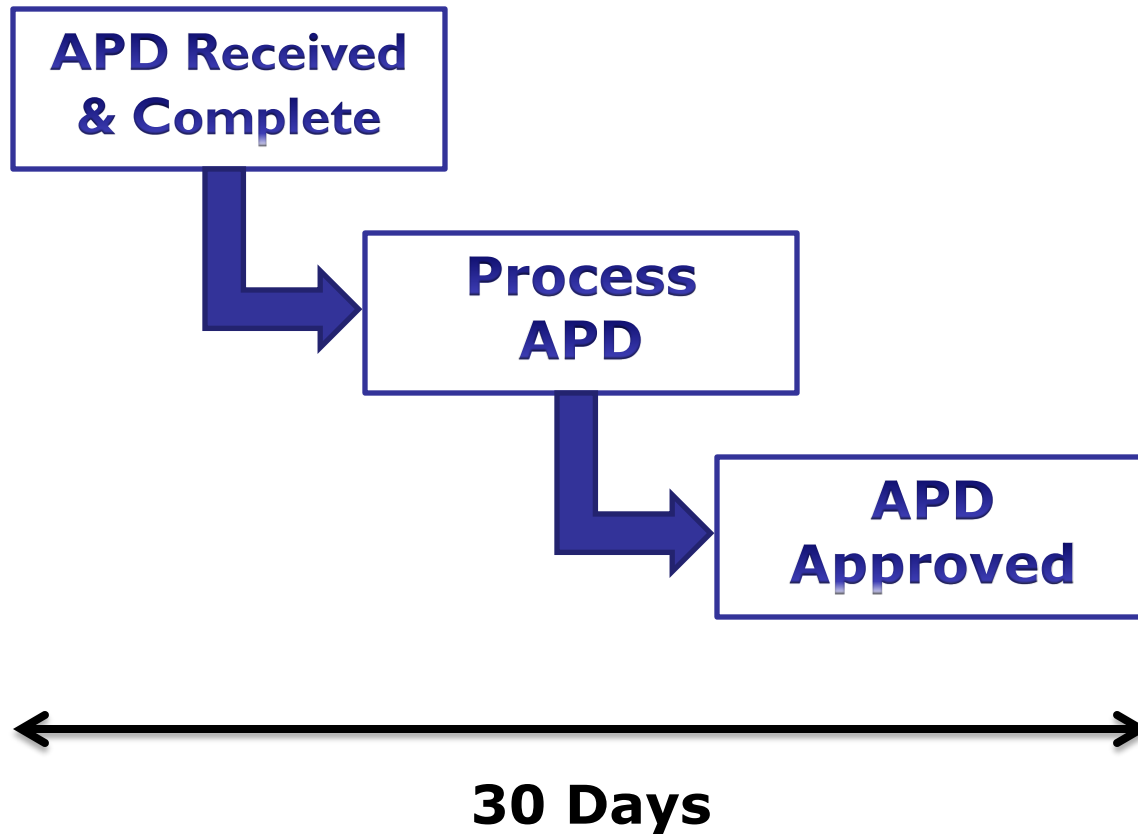 APD Received
& Complete
Process
APD
APD
Approved
30 Days